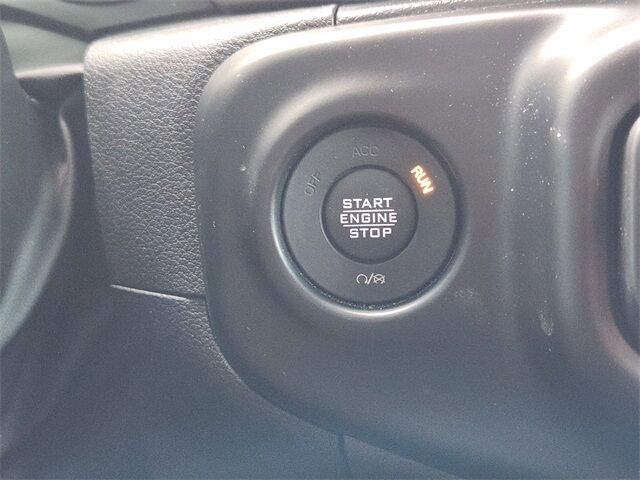 ACC
OFF
RUN
START
ENGINE
STOP